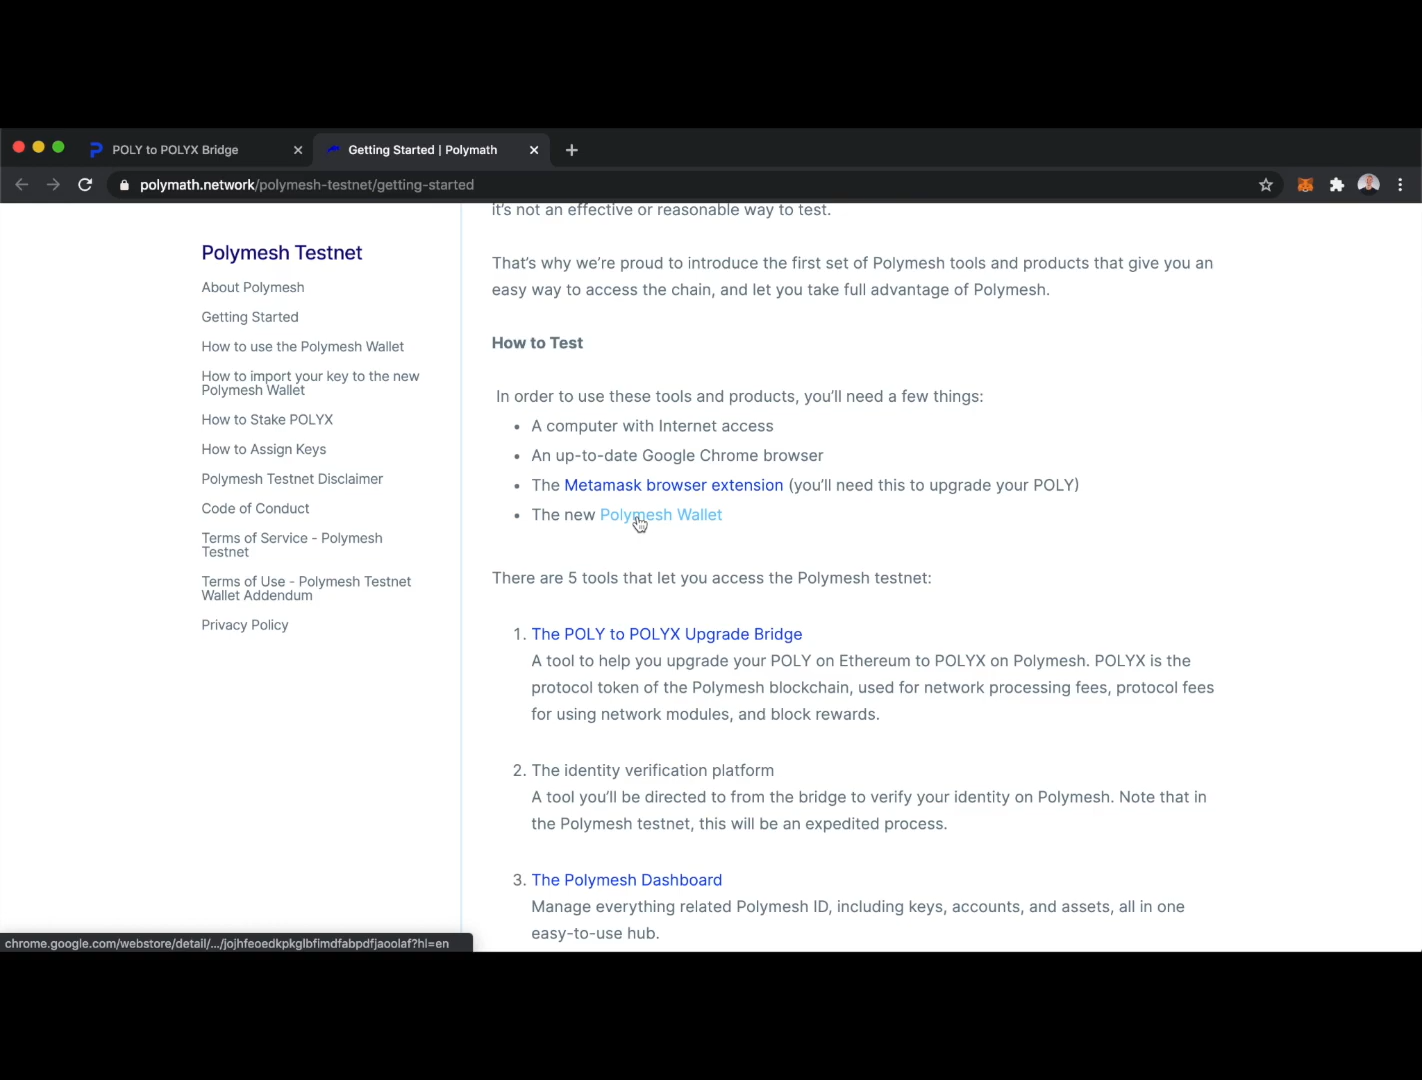 POLY to POLYX Bridge
Getting Started | Polymath
polymath.network/polymesh-testnet/getting-started
Polymesh Testnet
About Polymesh
Getting Started
How to use the Polymesh Wallet
How to import your key to the new
Polymesh Wallet
How to Stake POLYX
How to Assign Keys
Polymesh Testnet Disclaimer
Code of Conduct
Terms of Service - Polymesh
Testnet
Terms of Use - Polymesh Testnet
Wallet Addendum
Privacy Policy
it's not an effective or reasonable way to test.
That's why we're proud to introduce the first set of Polymesh tools and products that give you an
easy way to access the chain, and let you take full advantage of Polymesh.
How to Test
In order to use these tools and products, you'll need a few things:
• A computer with Internet access
• An up-to-date Google Chrome browser
• The Metamask browser extension (you'll need this to upgrade your POLY)
• The new Polymesh Wallet
There are 5 tools that let you access the Polymesh testnet:
1. The POLY to POLYX Upgrade Bridge
A tool to help you upgrade your POLY on Ethereum to POLYX on Polymesh. POLYX is the
protocol token of the Polymesh blockchain, used for network processing fees, protocol fees
for using network modules, and block rewards.
2. The identity verification platform
A tool you'll be directed to from the bridge to verify your identity on Polymesh. Note that in
the Polymesh testnet, this will be an expedited process.
3. The Polymesh Dashboard
Manage everything related Polymesh ID, including keys, accounts, and assets, all in one
easy-to-use hub.
chrome.google.com/webstore/detail/.../jojhfeoedkpkglbfimdfabpdfjaoolaf?hl=en